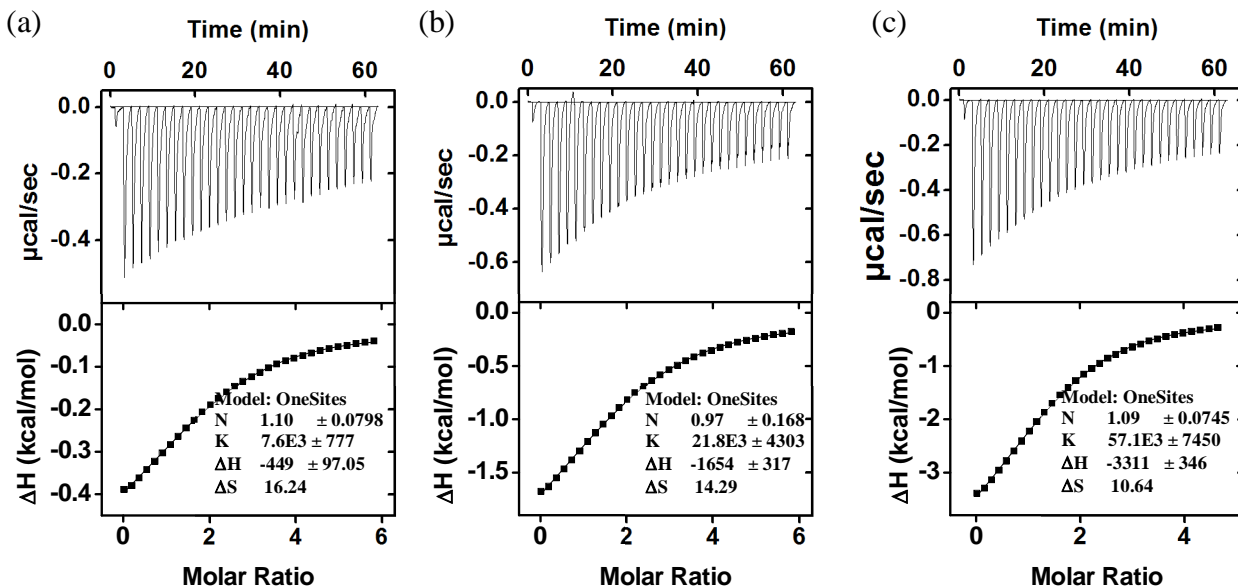 (a)
Time (min)
0 20 40 60
0.0
-0.2
-0.4
µcal/sec
0.0
-0.1
-0.2
-0.3
-0.4
ΔH (kcal/mol)
Model: OneSites
N 1.10 ± 0.0798
K 7.6E3 ± 777
ΔH -449 ± 97.05
ΔS 16.24
0 2 4 6
Molar Ratio
(b)
Time (min)
0 20 40 60
0.0
-0.2
-0.4
-0.6
µcal/sec
0.0
-0.5
-1.0
-1.5
ΔH (kcal/mol)
Model: OneSites
N 0.97 ± 0.168
K 21.8E3 ± 4303
ΔH -1654 ± 317
ΔS 14.29
0 2 4 6
Molar Ratio
(c)
Time (min)
0 20 40 60
0.0
-0.2
-0.4
-0.6
-0.8
µcal/sec
0
-1
-2
-3
ΔH (kcal/mol)
Model: OneSites
N 1.09 ± 0.0745
K 57.1E3 ± 7450
ΔH -3311 ± 346
ΔS 10.64
0 2 4
Molar Ratio